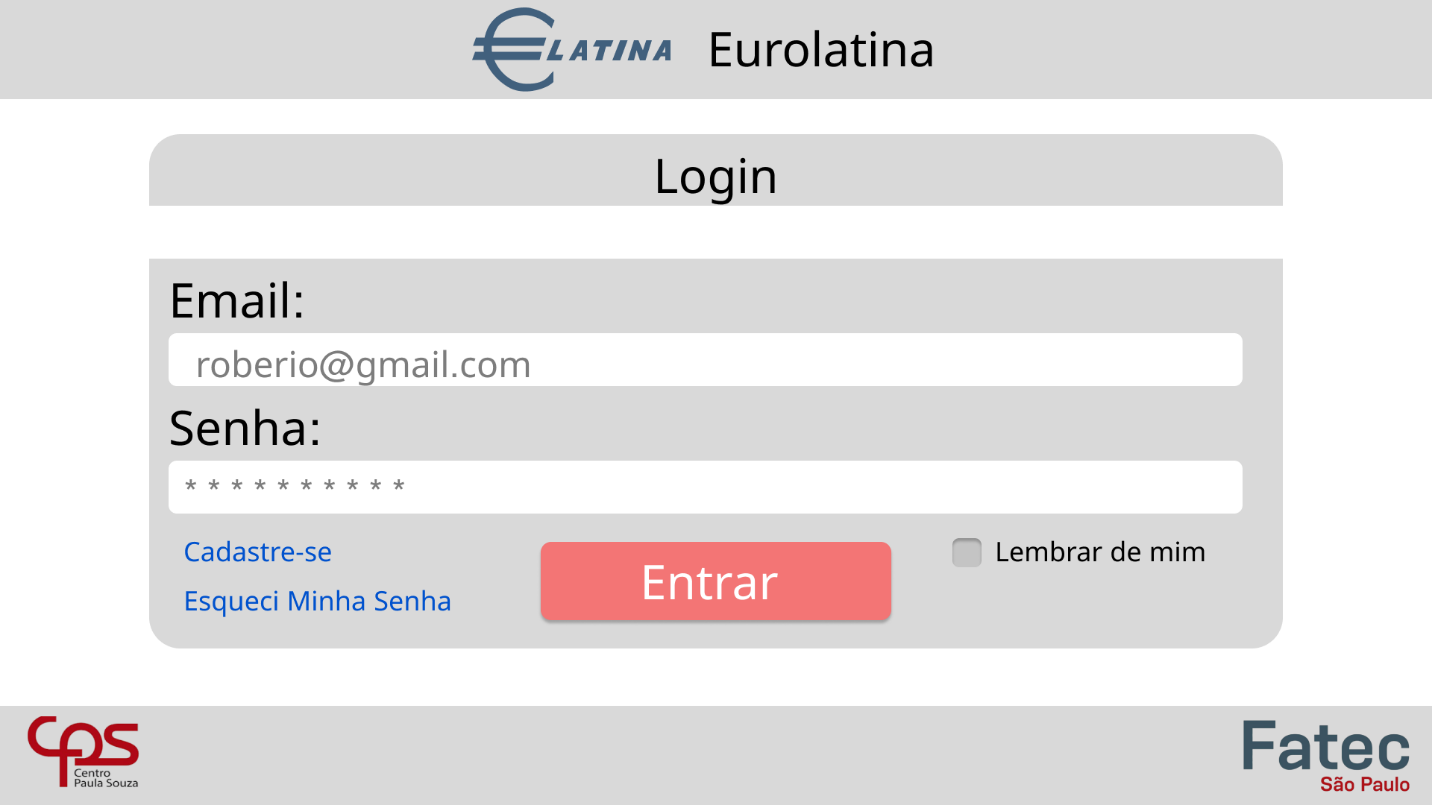 €LATINA Eurolatina
Login
Email:
roberio@gmail.com
Senha:
* * * * * * * * * *
Cadastre-se
Lembrar de mim
Entrar
Esqueci Minha Senha
cps
Centro
Paula Souza
Fatec
São Paulo